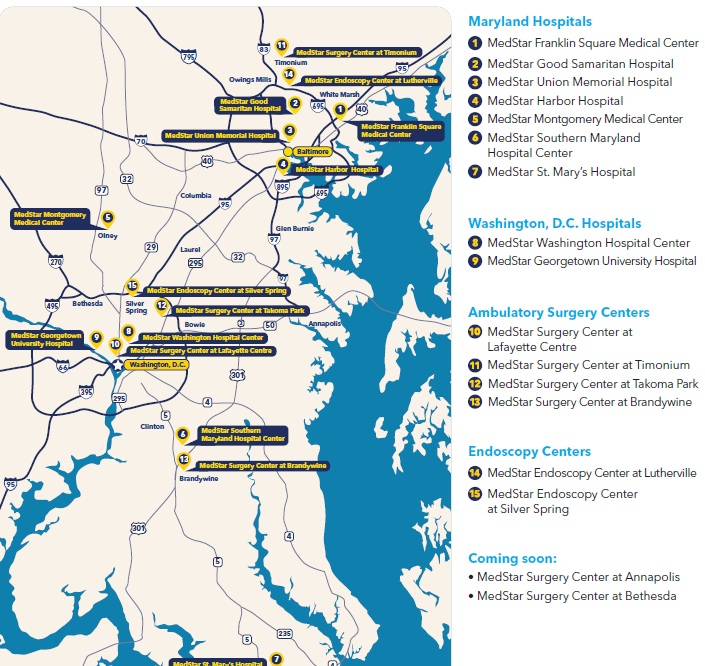 11
MedStar Surgery Center at Timonium
83
795
Timonium
14
95
Owings Mills
MedStar Endoscopy Center at Lutherville
White Marsh
MedStar Good
Samaritan Hospital
2
695
1
40
3
MedStar Union Memorial Hospital
MedStar Franklin Square
Medical Center
70
Baltimore
40
4
MedStar Harbor Hospital
32
895
695
97
Columbia
95
MedStar Montgomery
Medical Center
5
Olney
Glen Burnie
97
29
Laurel
32
270
295
97
15
MedStar Endoscopy Center at Silver Spring
495
Bethesda
Silver
Spring
12
MedStar Surgery Center at Takoma Park
Bowie
3
50
Annapolis
MedStar Georgetown
University Hospital
9
8
MedStar Washington Hospital Center
10
MedStar Surgery Center at Lafayette Centre
66
Washington, D.C.
301
395
295
4
5
Clinton
6
MedStar Southern
Maryland Hospital Center
13
MedStar Surgery Center at Brandywine
Brandywine
95
301
4
5
235
5
7
MedStar St. Mary's Hospital
4
Maryland Hospitals
1 MedStar Franklin Square Medical Center
2 MedStar Good Samaritan Hospital
3 MedStar Union Memorial Hospital
4 MedStar Harbor Hospital
5 MedStar Montgomery Medical Center
6 MedStar Southern Maryland
Hospital Center
7 MedStar St. Mary's Hospital
Washington, D.C. Hospitals
8 MedStar Washington Hospital Center
9 MedStar Georgetown University Hospital
Ambulatory Surgery Centers
10 MedStar Surgery Center at
Lafayette Centre
11 MedStar Surgery Center at Timonium
12 MedStar Surgery Center at Takoma Park
13 MedStar Surgery Center at Brandywine
Endoscopy Centers
14 MedStar Endoscopy Center at Lutherville
15 MedStar Endoscopy Center
at Silver Spring
Coming soon:
• MedStar Surgery Center at Annapolis
• MedStar Surgery Center at Bethesda